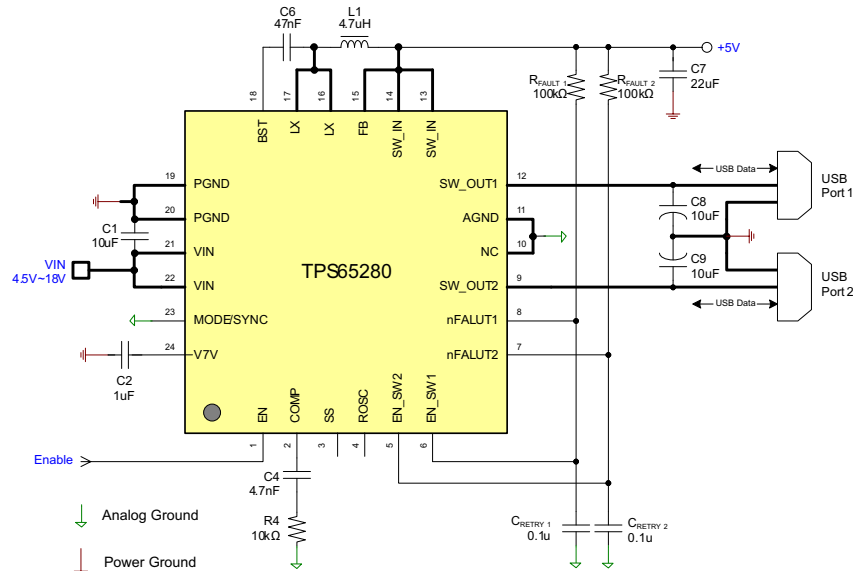 C6
47nF
L1
4.7uH
+5V
R FAULT 1
100kΩ
R FAULT 2
100kΩ
C7
22uF
18
17
16
15
14
13
BST
LX
LX
FB
SW_IN
SW_IN
19
PGND
20
PGND
C1
10uF
21
VIN
VIN
4.5V~18V
22
VIN
23
MODE/SYNC
24
V7V
C2
1uF
TPS65280
SW_OUT1
12
AGND
11
NC
10
SW_OUT2
9
nFALUT1
8
nFALUT2
7
USB Data
USB
Port 1
C8
10uF
C9
10uF
USB
Port 2
USB Data
EN
COMP
SS
ROSC
EN_SW2
EN_SW1
1
2
3
4
5
6
Enable
C4
4.7nF
R4
10kΩ
C RETRY 1
0.1u
C RETRY 2
0.1u
Analog Ground
Power Ground